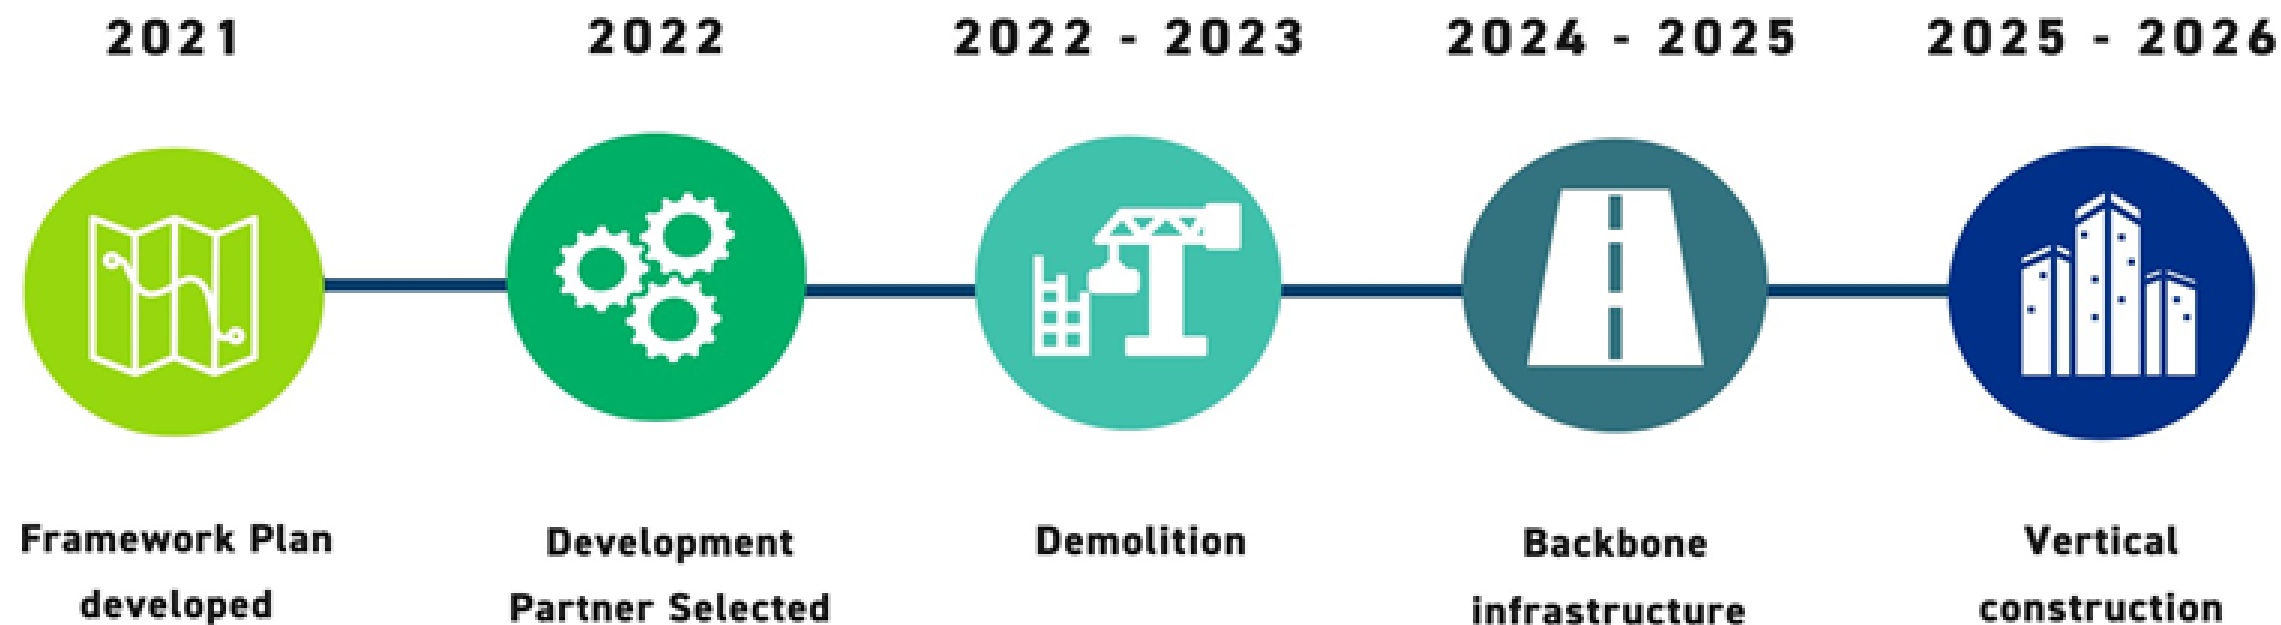 2021
2022
2022 - 2023
2024 - 2025
2025 - 2026
Framework Plan
developed
Development
Partner Selected
Demolition
Backbone
infrastructure
Vertical
construction